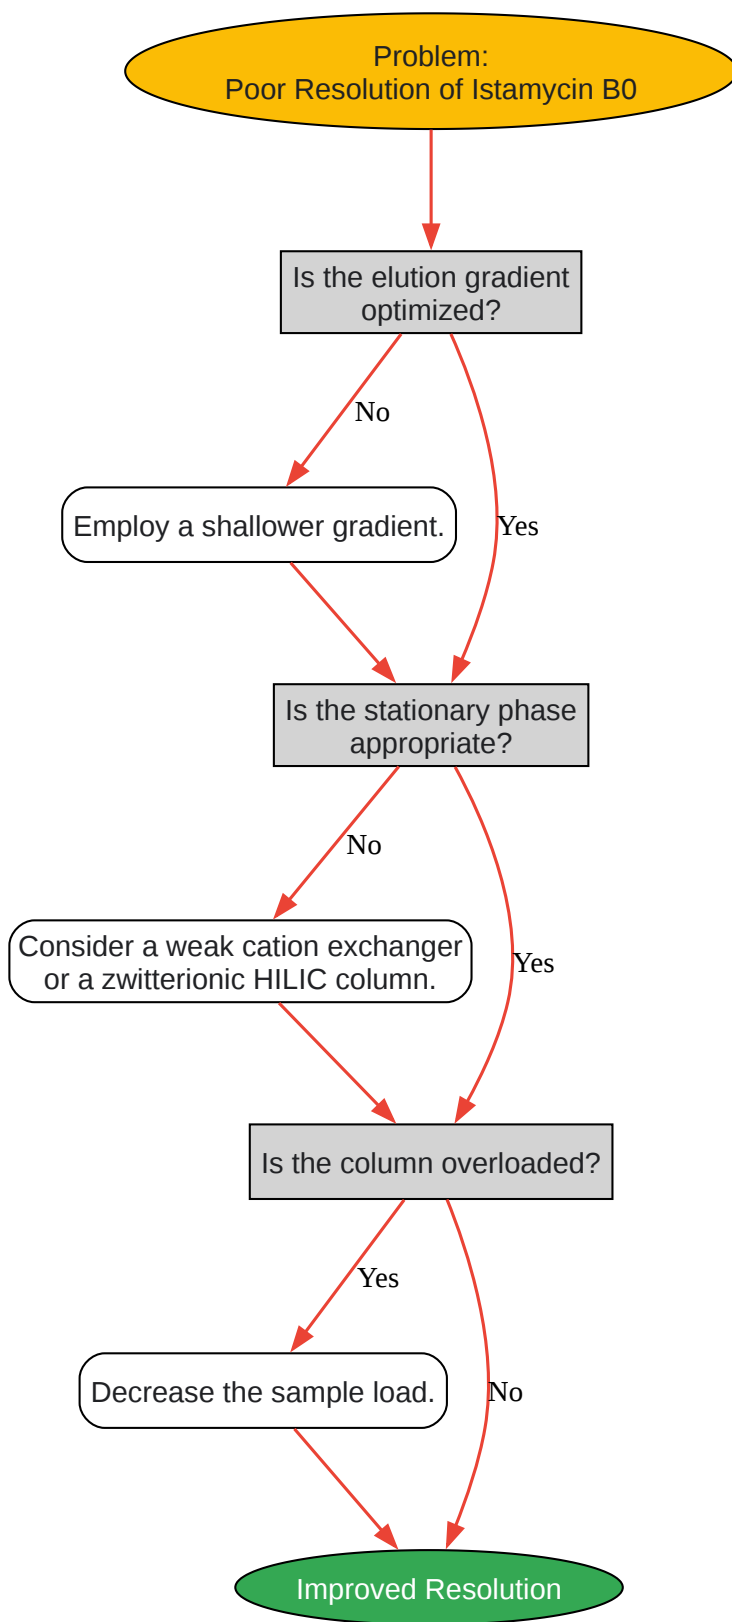 Problem:
Poor Resolution of Istamycin B0
Is the elution gradient
optimized?
No
Employ a shallower gradient.
Yes
Is the stationary phase
appropriate?
No
Consider a weak cation exchanger
or a zwitterionic HILIC column.
Yes
Is the column overloaded?
Yes
Decrease the sample load.
No
Improved Resolution